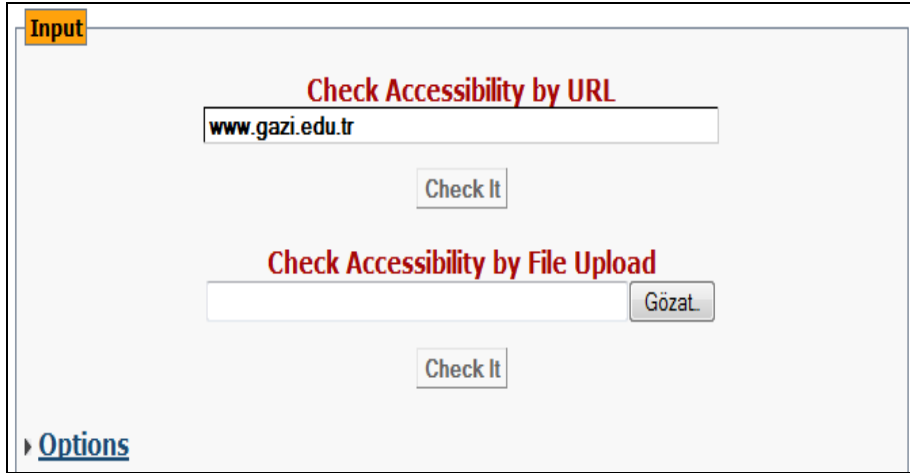 Input
Check Accessibility by URL
www.gazi.edu.tr
Check It
Check Accessibility by File Upload
Gözat..
Check It
Options